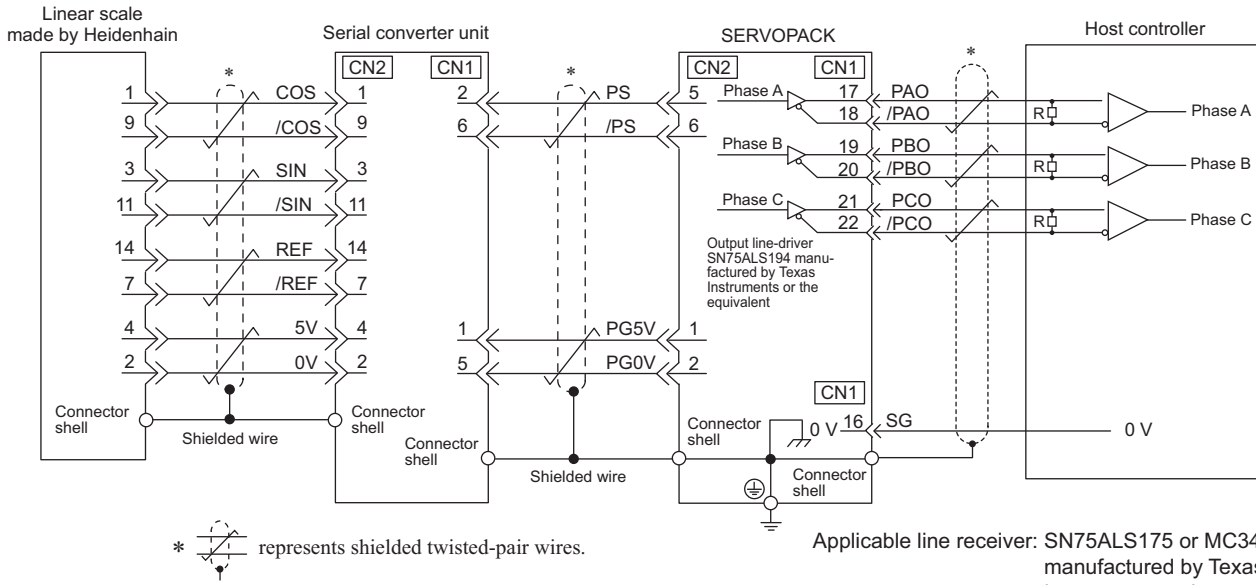 Linear scale
made by Heidenhain
Serial converter unit
SERVOPACK
Host controller
CN2 CN1
CN2 CN1
* * *
1 COS 1
9 /COS 9
3 SIN 3
11 /SIN 11
14 REF 14
7 /REF 7
4 5V 4
2 0V 2
2 PS 5
6 /PS 6
1 PG5V 1
5 PG0V 2
Phase A 17 PAO R Phase A
18 /PAO
Phase B 19 PBO R Phase B
20 /PBO
Phase C 21 PCO R Phase C
22 /PCO
Output line-driver
SN75ALS194 manu-
factured by Texas
Instruments or the
equivalent
CN1
0 V 16 SG 0 V
Connector
shell
Shielded wire
Connector
shell
Connector
shell
Shielded wire
Connector
shell
Connector
shell
* represents shielded twisted-pair wires.
Applicable line receiver: SN75ALS175 or MC34
manufactured by Texas